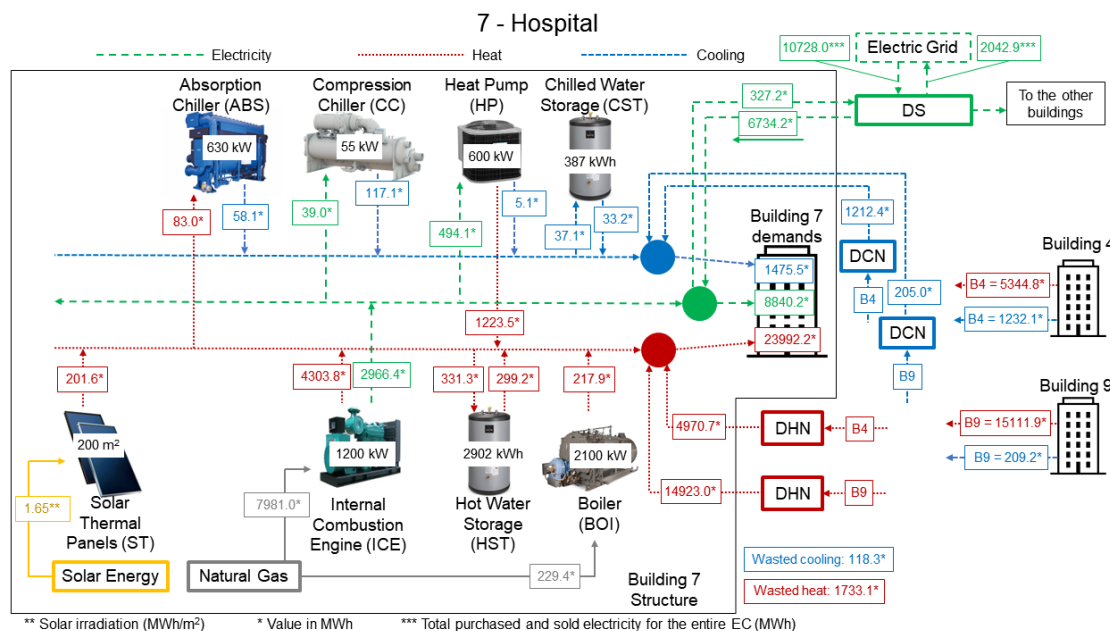 7 - Hospital
Electricity
Heat
Cooling
10728.0***
Electric Grid
2042.9***
DS
To the other
buildings
327.2*
6734.2*
Absorption
Chiller (ABS)
630 kW
Compression
Chiller (CC)
55 kW
Heat Pump
(HP)
600 kW
Chilled Water
Storage (CST)
387 kWh
83.0*
58.1*
39.0*
117.1*
494.1*
5.1*
37.1*
33.2*
Building 7
demands
1475.5*
8840.2*
23992.2*
1212.4*
DCN
B4
205.0*
DCN
B9
Building 4
B4 = 5344.8*
B4 = 1232.1*
Building 9
B9 = 15111.9*
B9 = 209.2*
1223.5*
201.6*
4303.8*
2966.4*
331.3*
299.2*
217.9*
4970.7*
DHN
B4
14923.0*
DHN
B9
200 m²
Solar
Thermal
Panels (ST)
1200 kW
Internal
Combustion
Engine (ICE)
2902 kWh
Hot Water
Storage
(HST)
2100 kW
Boiler
(BOI)
1.65**
7981.0*
229.4*
Solar Energy
Natural Gas
Building 7
Structure
Wasted cooling: 118.3*
Wasted heat: 1733.1*
** Solar irradiation (MWh/m²)
* Value in MWh
*** Total purchased and sold electricity for the entire EC (MWh)